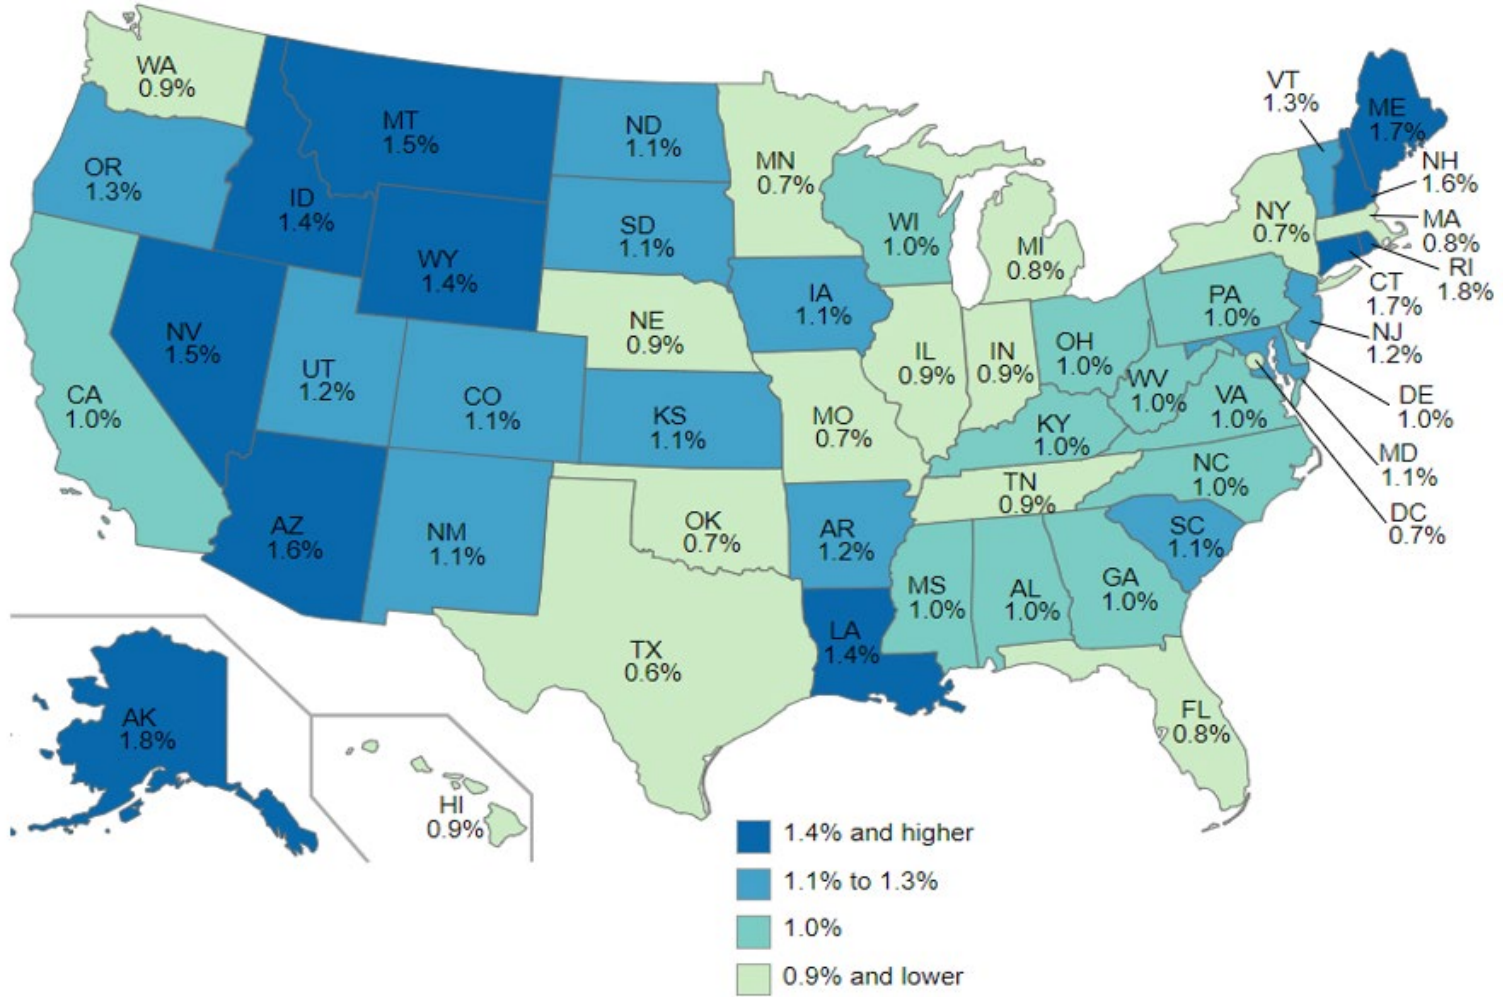 WA
0.9%
OR
1.3%
CA
1.0%
NV
1.5%
ID
1.4%
MT
1.5%
WY
1.4%
UT
1.2%
AZ
1.6%
CO
1.1%
NM
1.1%
ND
1.1%
SD
1.1%
NE
0.9%
KS
1.1%
OK
0.7%
TX
0.6%
MN
0.7%
IA
1.1%
MO
0.7%
AR
1.2%
LA
1.4%
WI
1.0%
IL
0.9%
MI
0.8%
IN
0.9%
OH
1.0%
KY
1.0%
TN
0.9%
MS
1.0%
AL
1.0%
GA
1.0%
FL
0.8%
SC
1.1%
NC
1.0%
VA
1.0%
WV
1.0%
PA
1.0%
NY
0.7%
VT
1.3%
ME
1.7%
NH
1.6%
MA
0.8%
RI
1.8%
CT
1.7%
NJ
1.2%
DE
1.0%
MD
1.1%
DC
0.7%
AK
1.8%
HI
0.9%
1.4% and higher
1.1% to 1.3%
1.0%
0.9% and lower